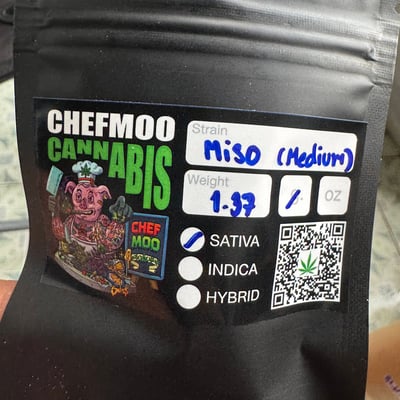 CHEFMOO
CANNABIS
Strain
Miso (Medium)
Weight
1.37
OZ
CHEF
MOO
SATIVA
INDICA
HYBRID